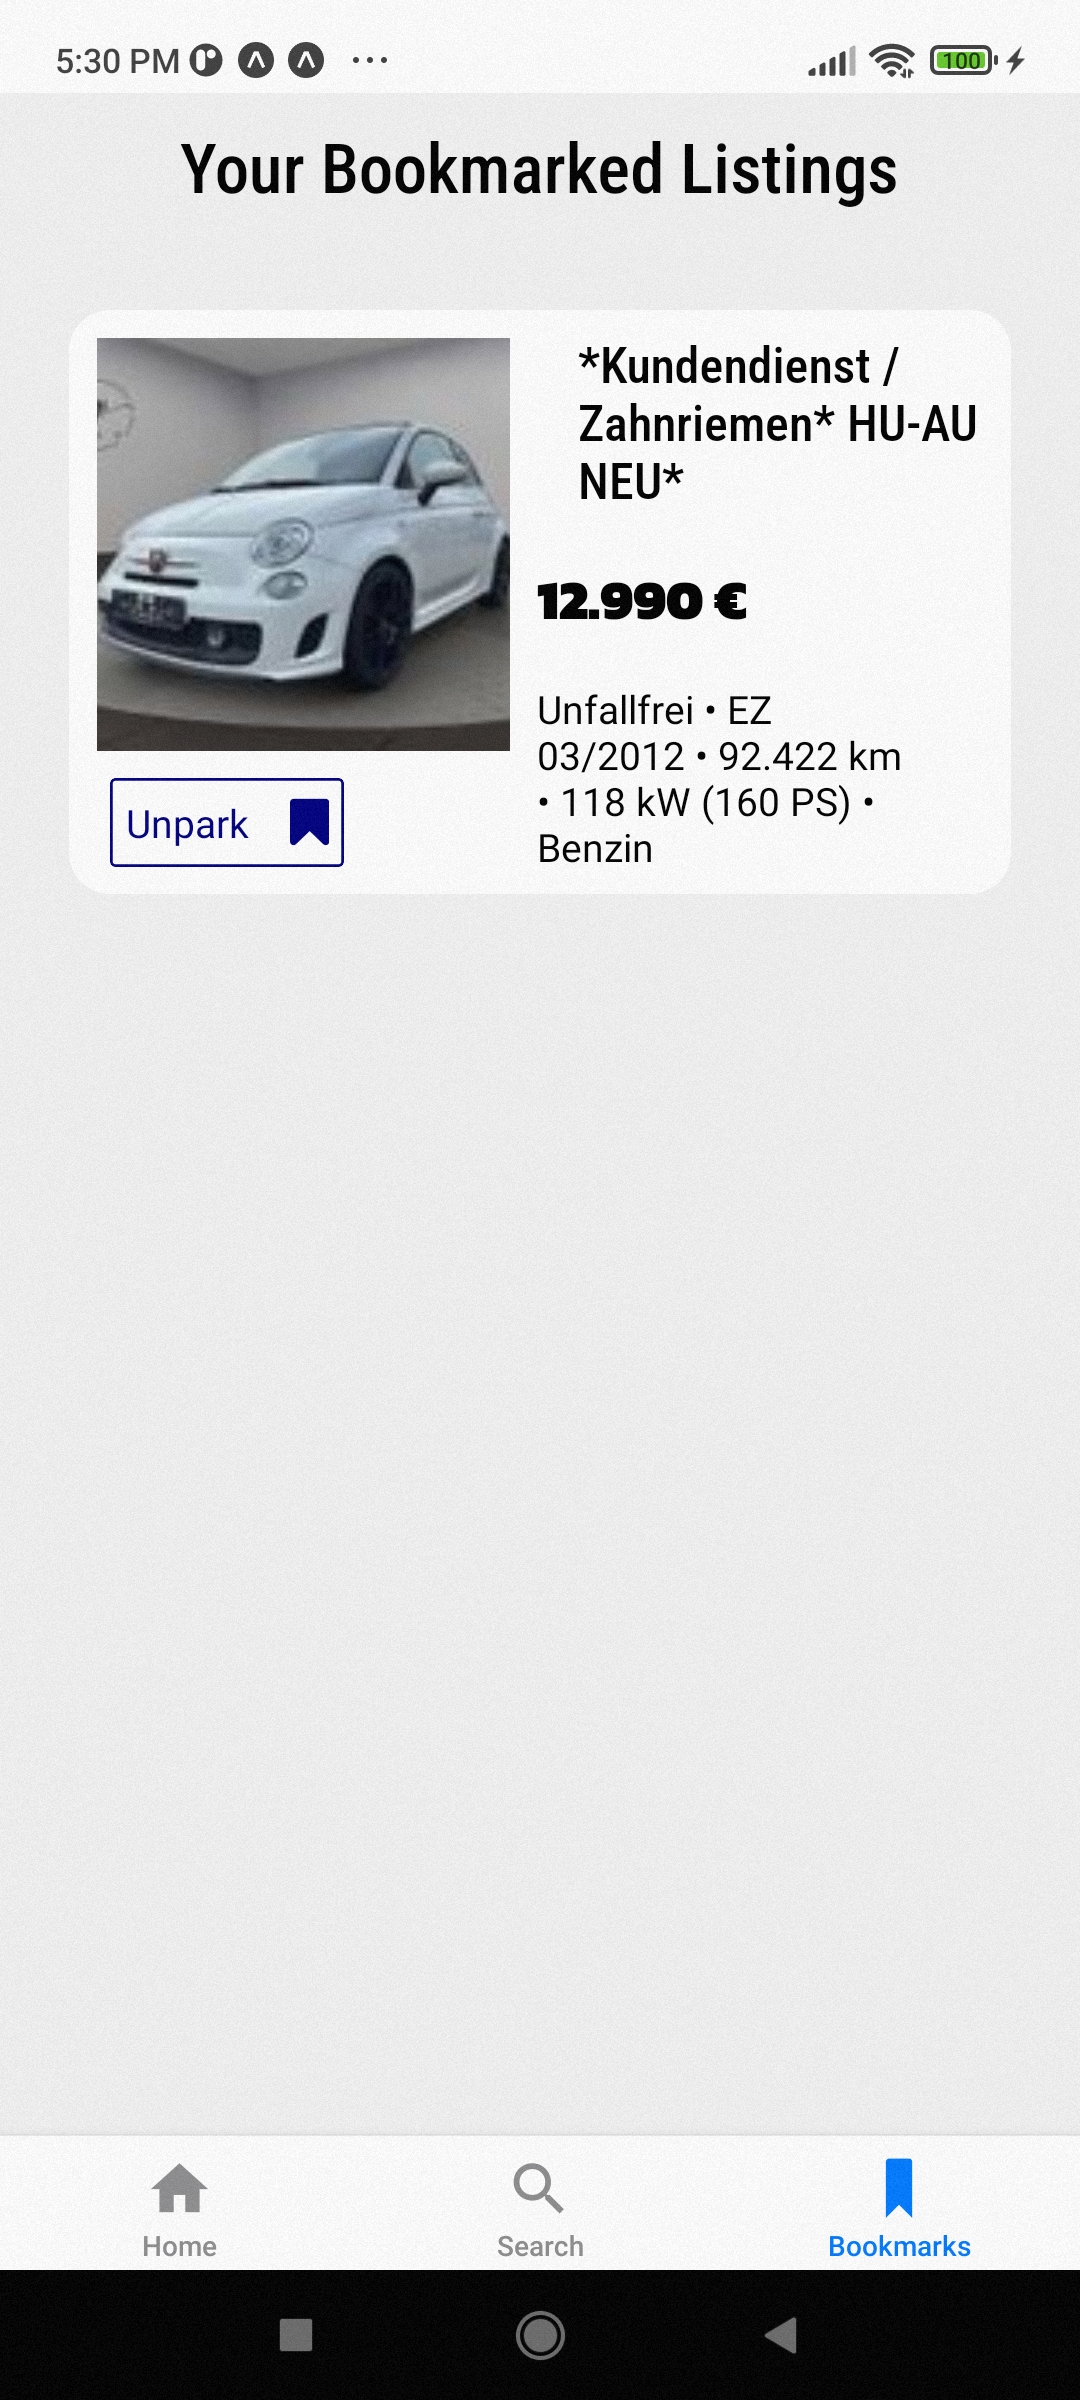 5:30 PM
100
Your Bookmarked Listings
*Kundendienst /
Zahnriemen* HU-AU
NEU*
12.990 €
Unfallfrei • EZ
03/2012 • 92.422 km
• 118 kW (160 PS) •
Benzin
Unpark
Home
Search
Bookmarks